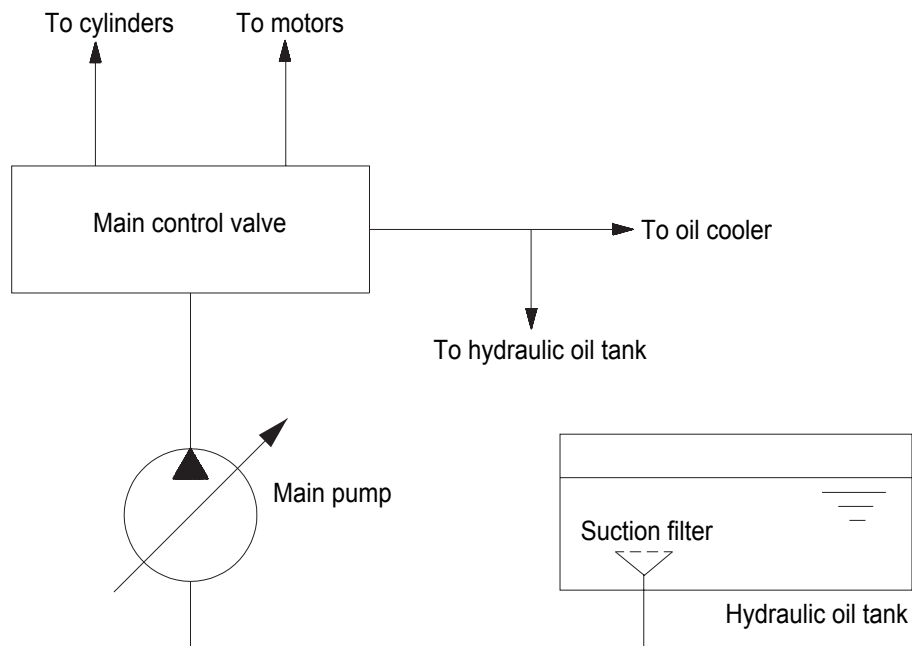 To cylinders
To motors
Main control valve
To oil cooler
To hydraulic oil tank
Main pump
Suction filter
Hydraulic oil tank